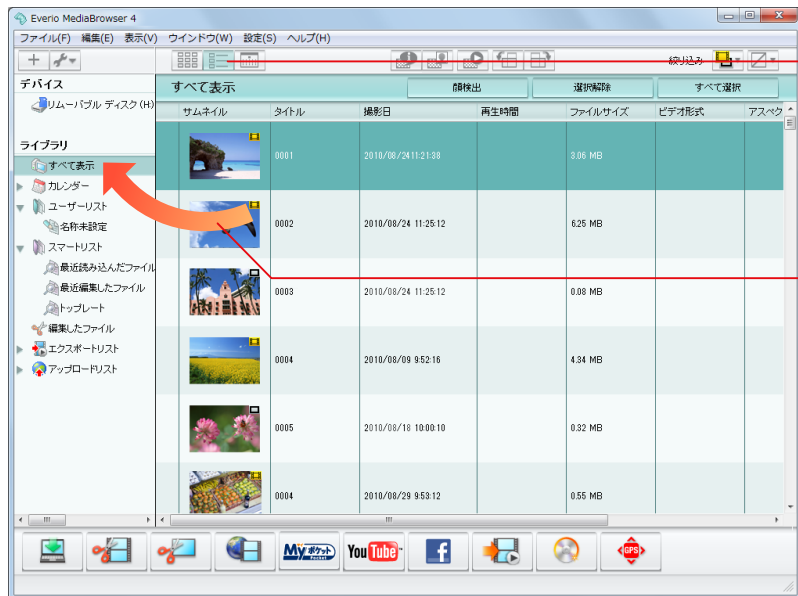 Everio MediaBrowser 4
ファイル(F) 編集(E) 表示(V) ウインドウ(W) 設定(S) ヘルプ(H)
絞り込み
デバイス
リムーバブル ディスク (H)
ライブラリ
すべて表示
カレンダー
ユーザーリスト
名称未設定
スマートリスト
最近読み込んだファイル
最近編集したファイル
トップレート
編集したファイル
エクスポートリスト
アップロードリスト
すべて表示 顔検出 選択解除 すべて選択
サムネイル タイトル 撮影日 再生時間 ファイルサイズ ビデオ形式 アスペク
0001 2010/08/24 11:21:38 3.06 MB
0002 2010/08/24 11:25:12 6.25 MB
0003 2010/08/24 11:25:12 0.08 MB
0004 2010/08/09 9:52:16 4.34 MB
0005 2010/08/18 10:00:10 0.32 MB
0004 2010/08/29 9:53:12 0.55 MB
Myポケット Pocket YouTube f GPS